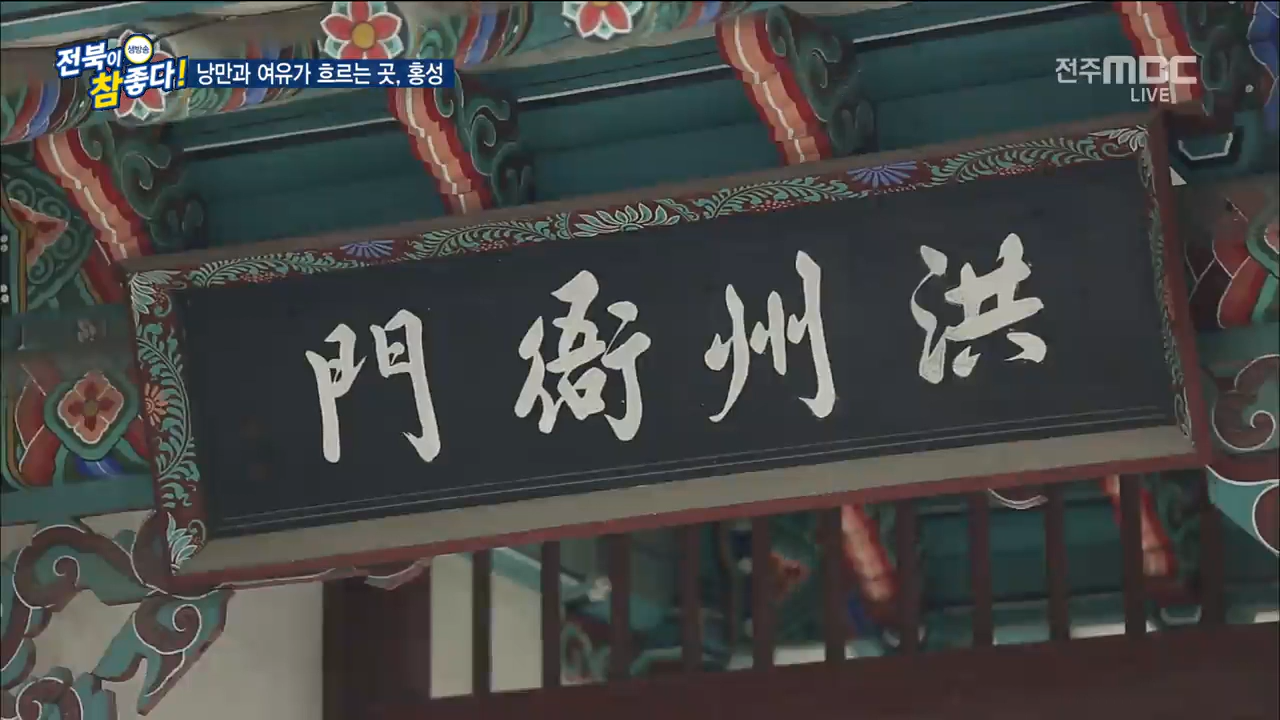 전북이 생방송
참 좋다!
낭만과 여유가 흐르는 곳, 홍성
전주MBC
LIVE
洪州衙門